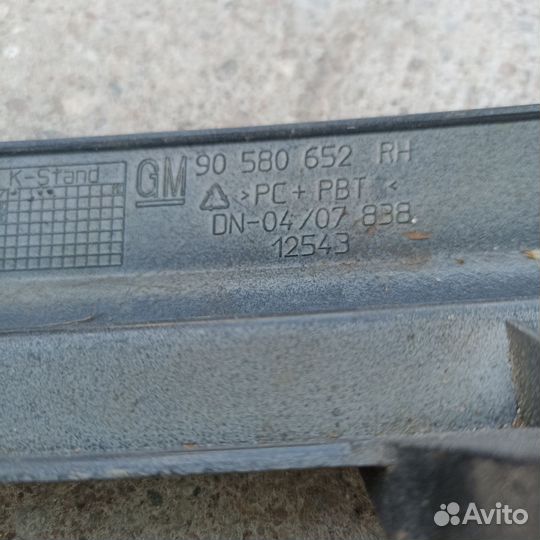 K-Stand
GM 90 580 652 RH
>PC + PBT<
DN-04/07 838
12543
Avito